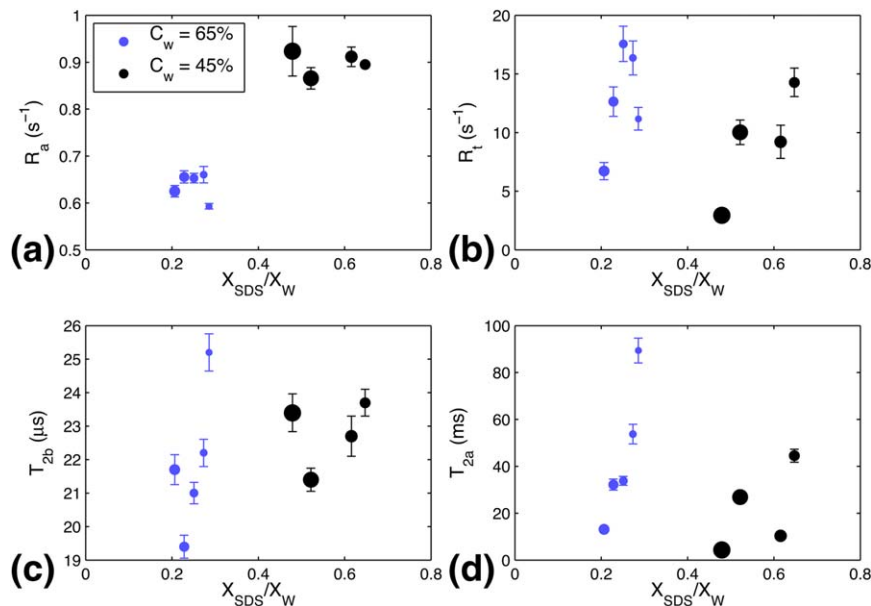 1
0.9
0.8
0.7
0.6
0.5
R_a (s⁻¹)
C_w = 65%
C_w = 45%
0 0.2 0.4 0.6 0.8
X_SDS/X_W
(a)
20
15
10
5
0
R_t (s⁻¹)
0 0.2 0.4 0.6 0.8
X_SDS/X_W
(b)
26
25
24
23
22
21
20
19
T_2b (μs)
0 0.2 0.4 0.6 0.8
X_SDS/X_W
(c)
100
80
60
40
20
0
T_2a (ms)
0 0.2 0.4 0.6 0.8
X_SDS/X_W
(d)